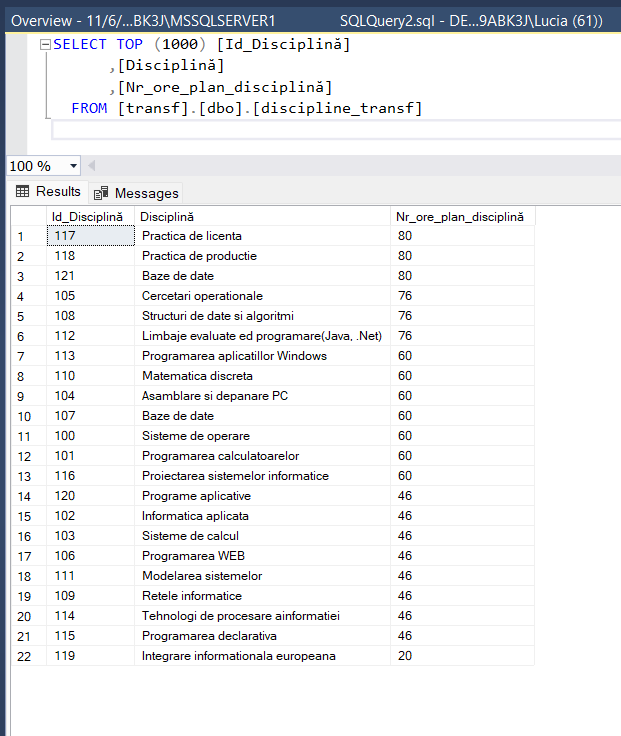 Overview - 11/6/...BK3J\MSSQLSERVER1 SQLQuery2.sql - DE...9ABK3J\Lucia (61))
SELECT TOP (1000) [Id_Disciplină]
,[Disciplină]
,[Nr_ore_plan_disciplină]
FROM [transf].[dbo].[discipline_transf]
100 %
Results Messages
Id_Disciplină Disciplină Nr_ore_plan_disciplină
1 117 Practica de licenta 80
2 118 Practica de productie 80
3 121 Baze de date 80
4 105 Cercetari operationale 76
5 108 Structuri de date si algoritmi 76
6 112 Limbaje evaluate ed programare(Java, .Net) 76
7 113 Programarea aplicatillor Windows 60
8 110 Matematica discreta 60
9 104 Asamblare si depanare PC 60
10 107 Baze de date 60
11 100 Sisteme de operare 60
12 101 Programarea calculatoarelor 60
13 116 Proiectarea sistemelor informatice 60
14 120 Programe aplicative 46
15 102 Informatica aplicata 46
16 103 Sisteme de calcul 46
17 106 Programarea WEB 46
18 111 Modelarea sistemelor 46
19 109 Retele informatice 46
20 114 Tehnologi de procesare ainformatiei 46
21 115 Programarea declarativa 46
22 119 Integrare informationala europeana 20